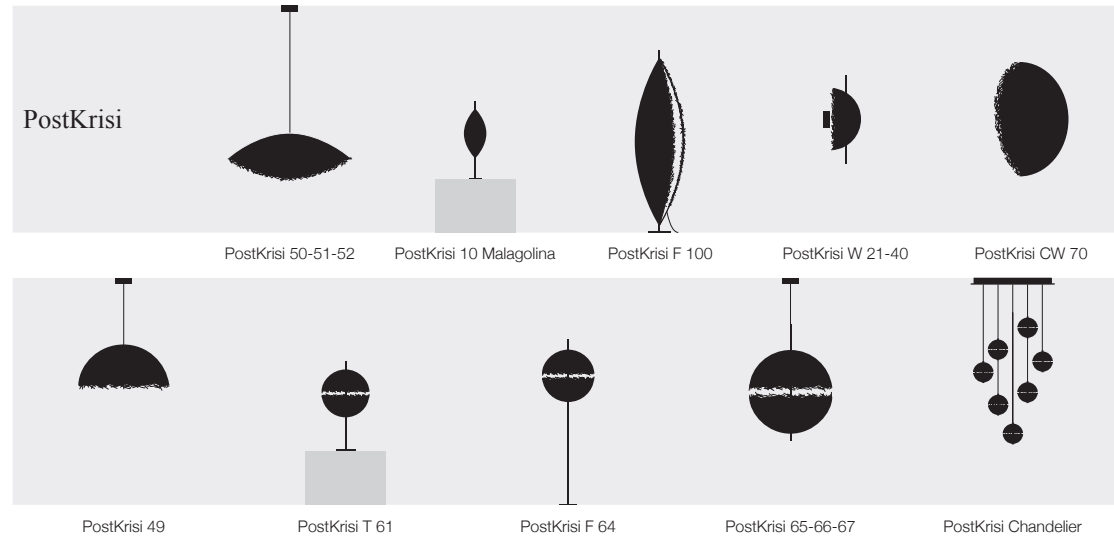 PostKrisi
PostKrisi 50-51-52
PostKrisi 10 Malagolina
PostKrisi F 100
PostKrisi W 21-40
PostKrisi CW 70
PostKrisi 49
PostKrisi T 61
PostKrisi F 64
PostKrisi 65-66-67
PostKrisi Chandelier